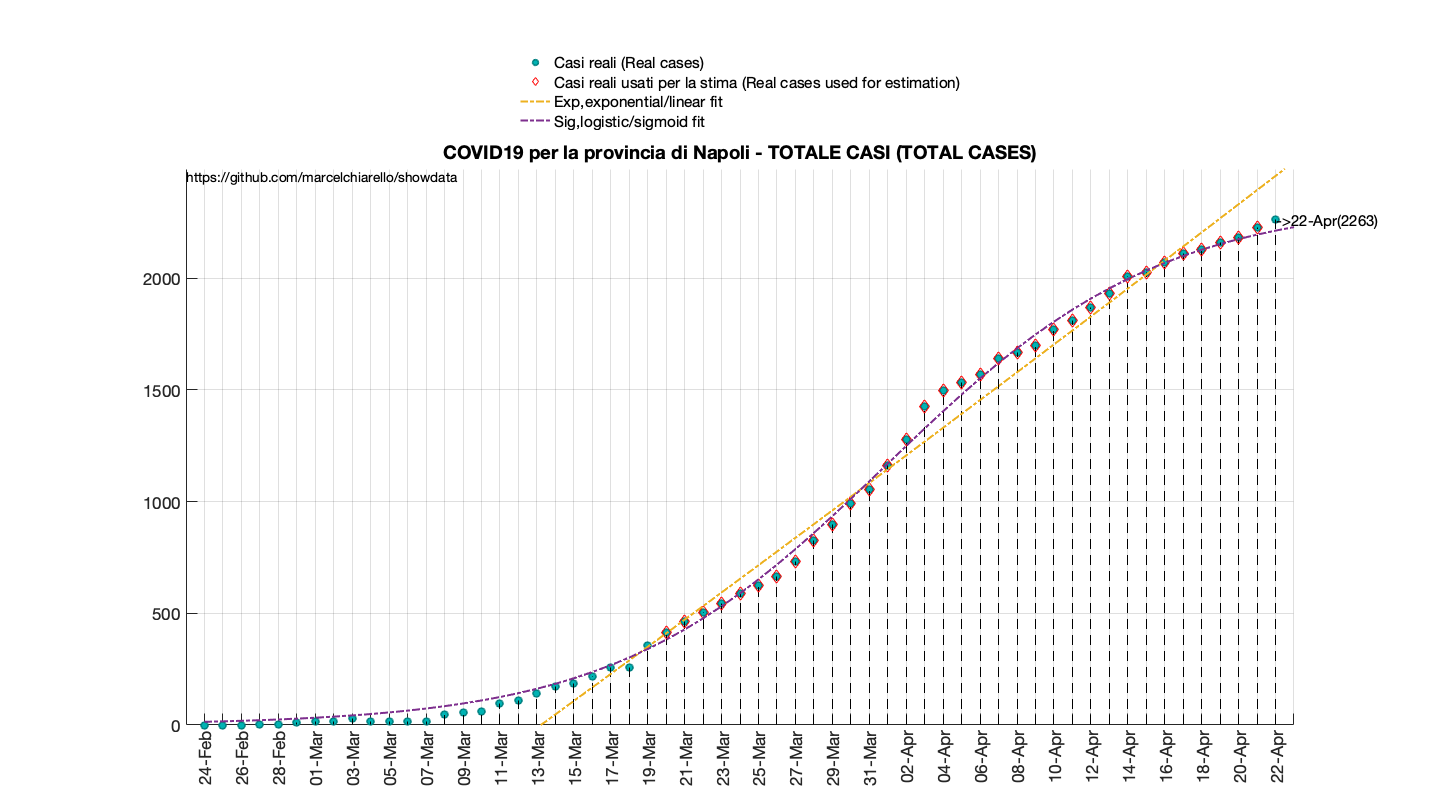 Casi reali (Real cases)
Casi reali usati per la stima (Real cases used for estimation)
Exp,exponential/linear fit
Sig,logistic/sigmoid fit
COVID19 per la provincia di Napoli - TOTALE CASI (TOTAL CASES)
https://github.com/marcelchiarello/showdata
->22-Apr(2263)
2000
1500
1000
500
0
24-Feb
26-Feb
28-Feb
01-Mar
03-Mar
05-Mar
07-Mar
09-Mar
11-Mar
13-Mar
15-Mar
17-Mar
19-Mar
21-Mar
23-Mar
25-Mar
27-Mar
29-Mar
31-Mar
02-Apr
04-Apr
06-Apr
08-Apr
10-Apr
12-Apr
14-Apr
16-Apr
18-Apr
20-Apr
22-Apr